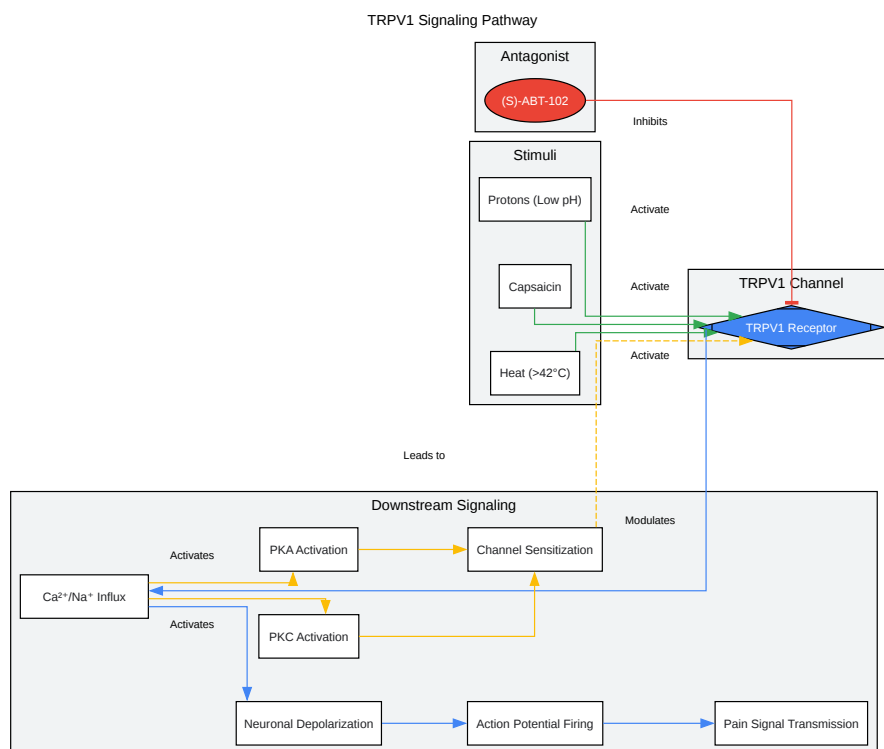 TRPV1 Signaling Pathway
Antagonist
(S)-ABT-102
Inhibits
Stimuli
Protons (Low pH)
Activate
Capsaicin
Activate
TRPV1 Channel
TRPV1 Receptor
Heat (>42°C)
Activate
Leads to
Downstream Signaling
Modulates
PKA Activation
Channel Sensitization
Activates
Ca²⁺/Na⁺ Influx
Activates
PKC Activation
Neuronal Depolarization
Action Potential Firing
Pain Signal Transmission